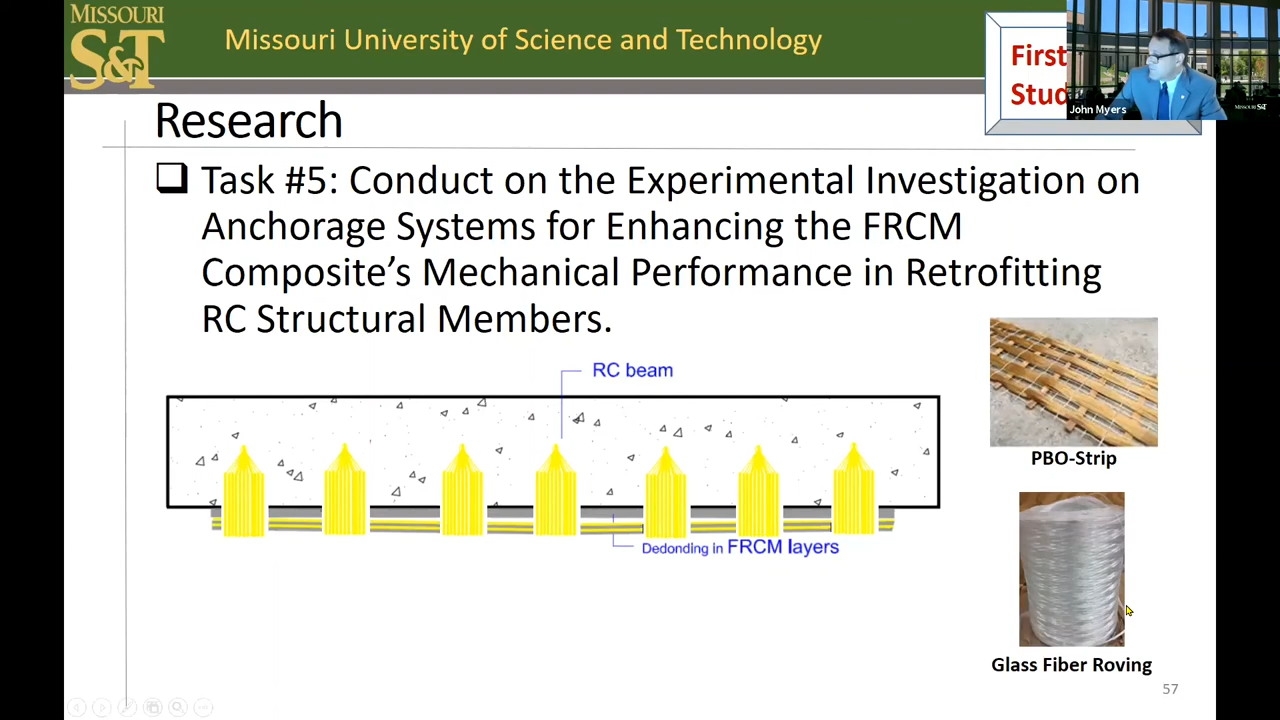 MISSOURI
S&T
Missouri University of Science and Technology
First
Stud
John Myers
MISSOURI S&T
Research
Task #5: Conduct on the Experimental Investigation on
Anchorage Systems for Enhancing the FRCM
Composite’s Mechanical Performance in Retrofitting
RC Structural Members.
RC beam
Dedonding in FRCM layers
PBO-Strip
Glass Fiber Roving
57